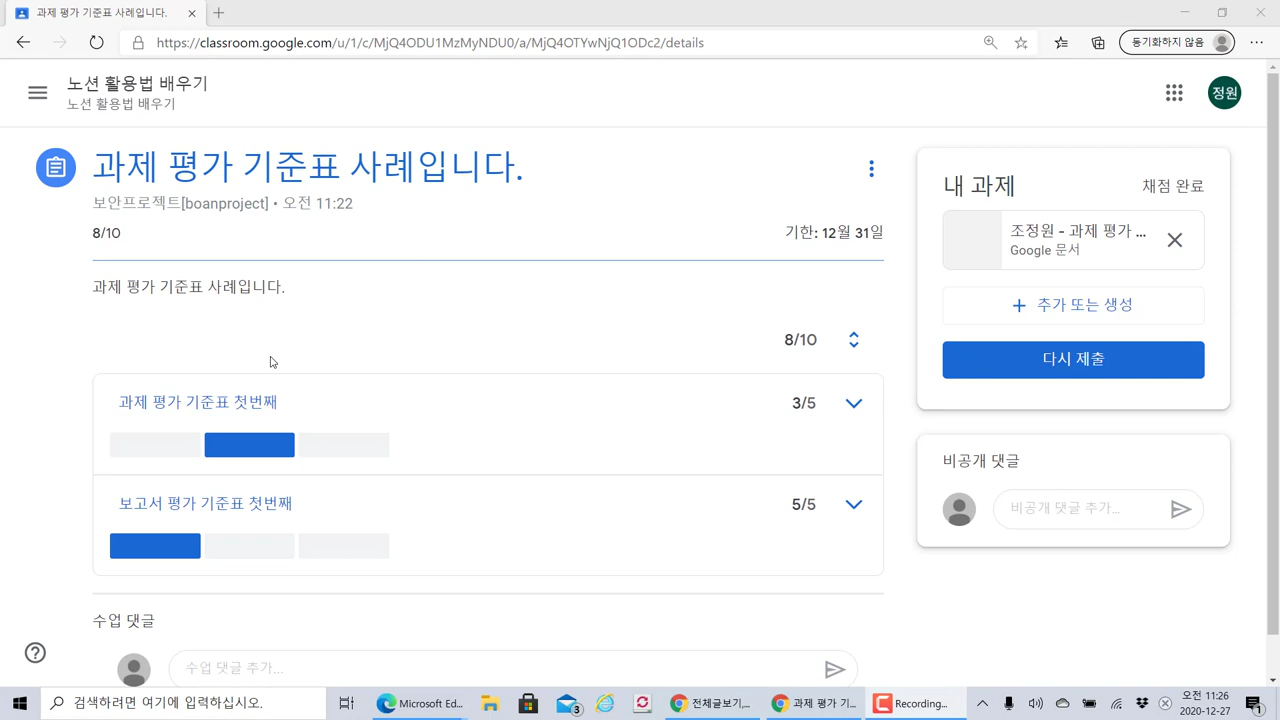 과제 평가 기준표 사례입니다.
https://classroom.google.com/u/1/c/MjQ4ODU1MzMyNDU0/a/MjQ4OTYwNjQ1ODc2/details
동기화하지 않음
노션 활용법 배우기
노션 활용법 배우기
정원
과제 평가 기준표 사례입니다.
보안프로젝트[boanproject] • 오전 11:22
8/10
기한: 12월 31일
과제 평가 기준표 사례입니다.
8/10
과제 평가 기준표 첫번째
3/5
보고서 평가 기준표 첫번째
5/5
수업 댓글
수업 댓글 추가...
내 과제
채점 완료
조정원 - 과제 평가 ...
Google 문서
+ 추가 또는 생성
다시 제출
비공개 댓글
비공개 댓글 추가...
검색하려면 여기에 입력하십시오.
Microsoft Ed...
3
전체글보기,...
과제 평가 기...
Recording...
오전 11:26
2020-12-27
1